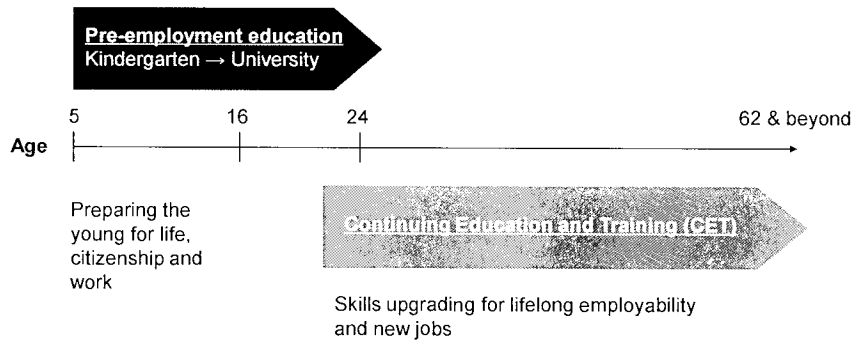 Pre-employment education
Kindergarten → University
5 16 24 62 & beyond
Age
Preparing the
young for life,
citizenship and
work
Continuing Education and Training (CET)
Skills upgrading for lifelong employability
and new jobs